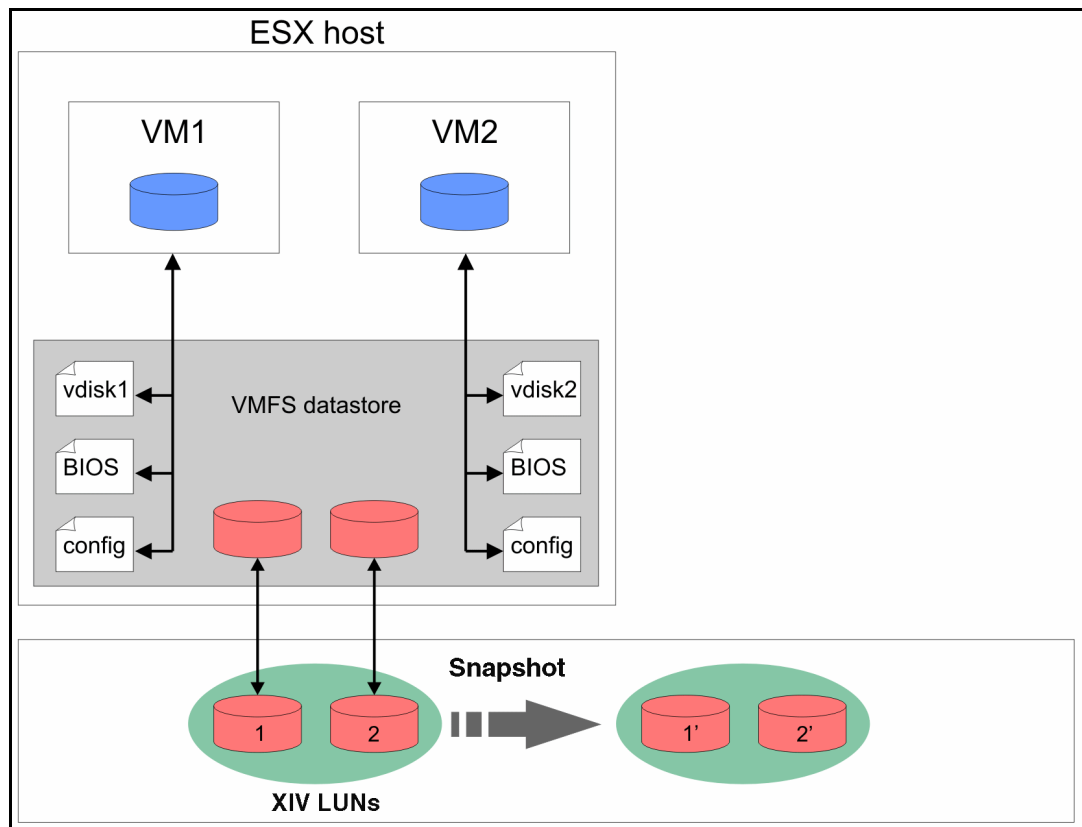 ESX host
VM1
VM2
vdisk1
VMFS datastore
vdisk2
BIOS
BIOS
config
config
Snapshot
1
2
1’
2’
XIV LUNs